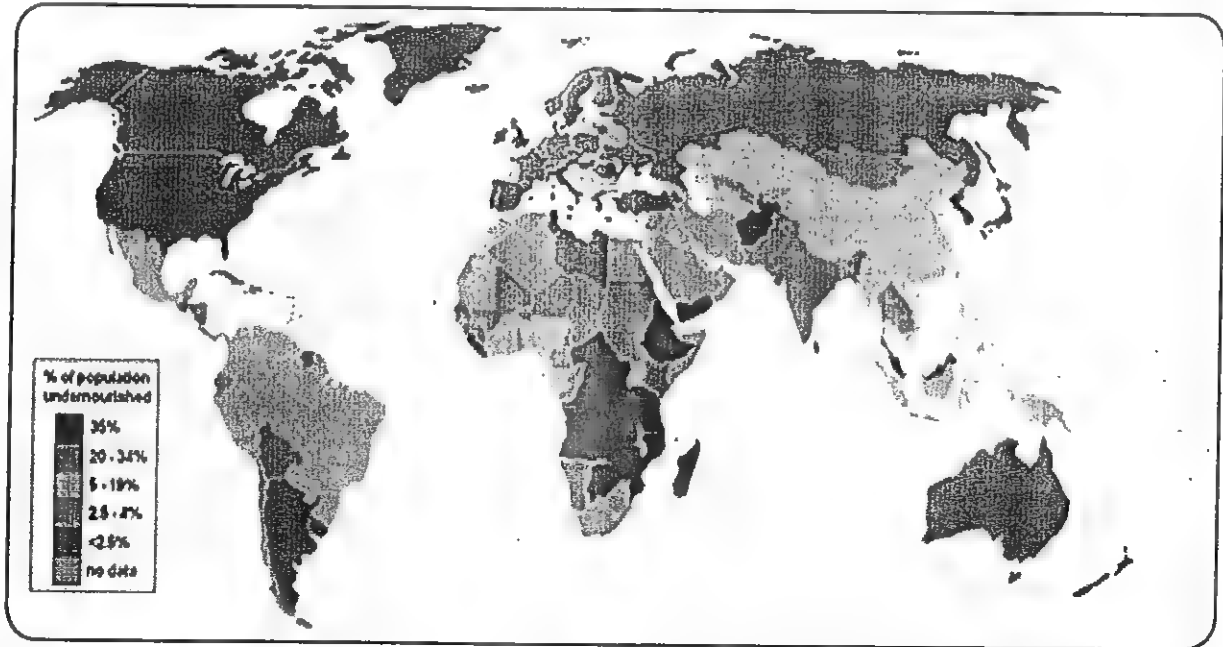 % of population
undernourished
35%
20 - 34%
5 - 19%
2.5 - 4%
<2.5%
no data